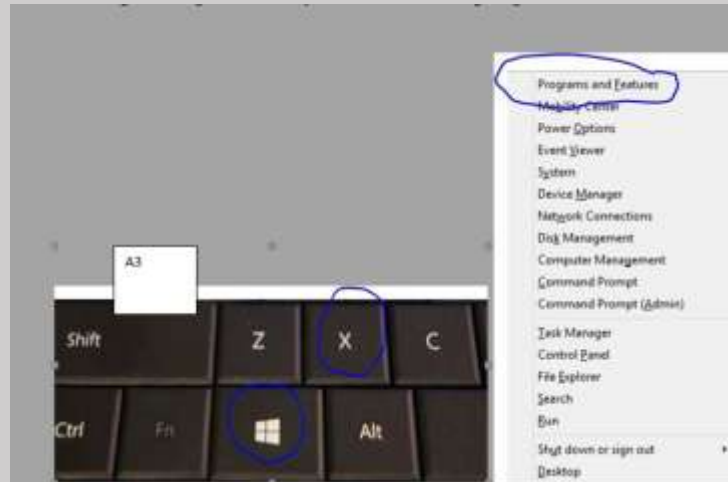 A3
Shift
Z
X
C
Ctrl
Fn
Alt
Programs and Features
Mobility Center
Power Options
Event Viewer
System
Device Manager
Network Connections
Disk Management
Computer Management
Command Prompt
Command Prompt (Admin)
Task Manager
Control Panel
File Explorer
Search
Run
Shut down or sign out
Desktop